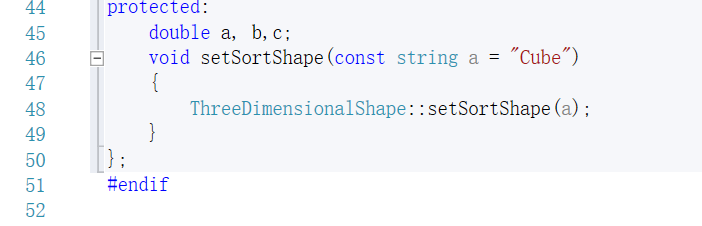 44 protected:
45 double a, b,c;
46 void setSortShape(const string a = "Cube")
47 {
48 ThreeDimensionalShape::setSortShape(a);
49 }
50 };
51 #endif
52